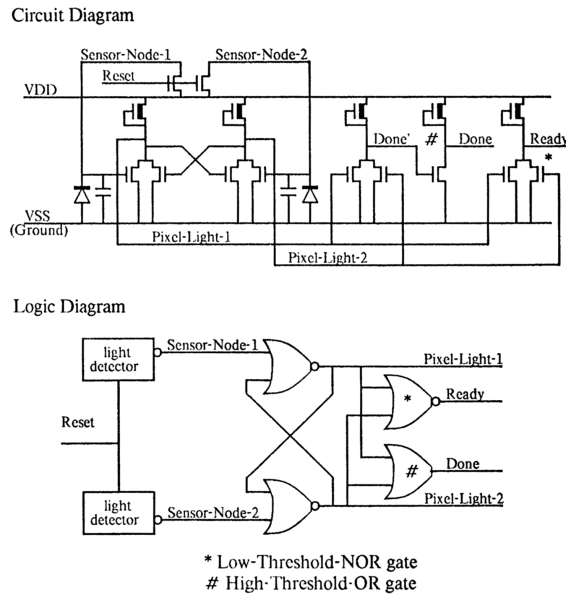 Circuit Diagram
Sensor-Node-1
Sensor-Node-2
Reset
VDD
Done'
#
Done
Ready
*
VSS
(Ground)
Pixel-Light-1
Pixel-Light-2
Logic Diagram
light
detector
Sensor-Node-1
Pixel-Light-1
*
Ready
Reset
#
Done
light
detector
Sensor-Node-2
Pixel-Light-2
* Low-Threshold-NOR gate
# High-Threshold-OR gate